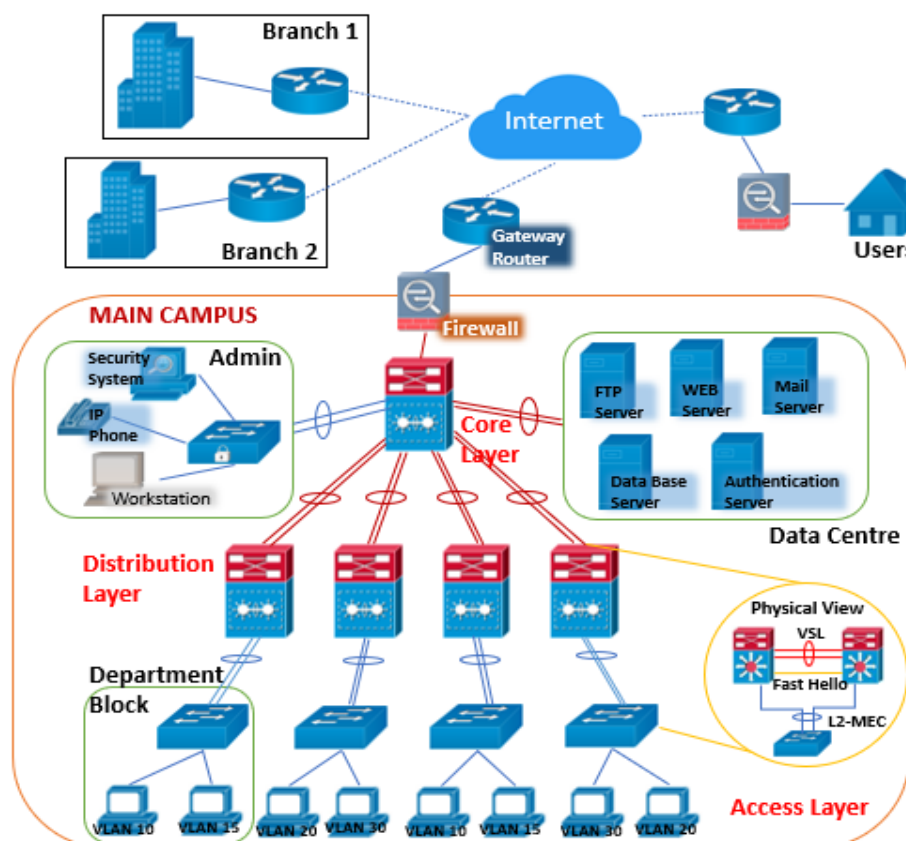 Branch 1
Internet
Branch 2
Gateway
Router
Users
MAIN CAMPUS
Firewall
Security
System
Admin
IP
Phone
Workstation
Core
Layer
FTP
Server
WEB
Server
Mail
Server
Data Base
Server
Authentication
Server
Data Centre
Distribution
Layer
Physical View
VSL
Fast Hello
L2-MEC
Department
Block
VLAN 10
VLAN 15
VLAN 20
VLAN 30
VLAN 10
VLAN 15
VLAN 30
VLAN 20
Access Layer